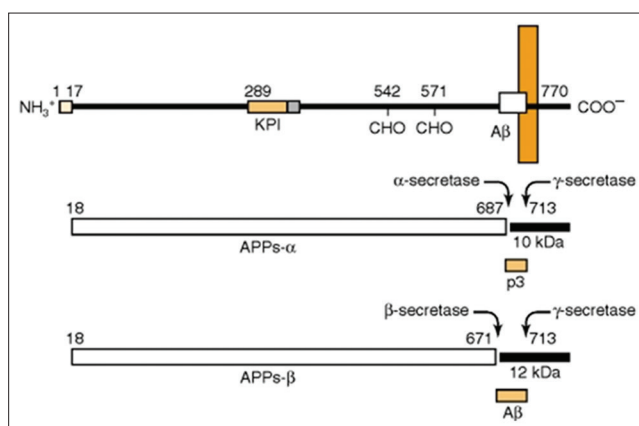 1 17 289 542 571 770
NH₃⁺ COO⁻
KPI CHO CHO Aβ
α-secretase γ-secretase
18 687 713
APPs-α 10 kDa
p3
β-secretase γ-secretase
18 671 713
APPs-β 12 kDa
Aβ